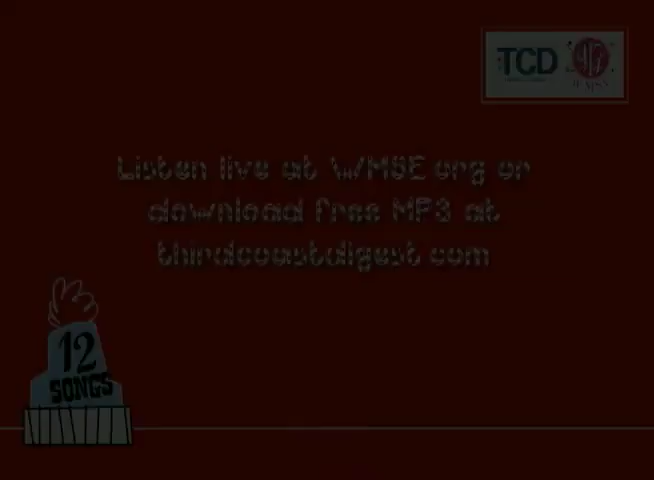 TCD
Listen live at WMSE.org or
download free MP3 at
thirdcoastdigest.com
12
SONGS